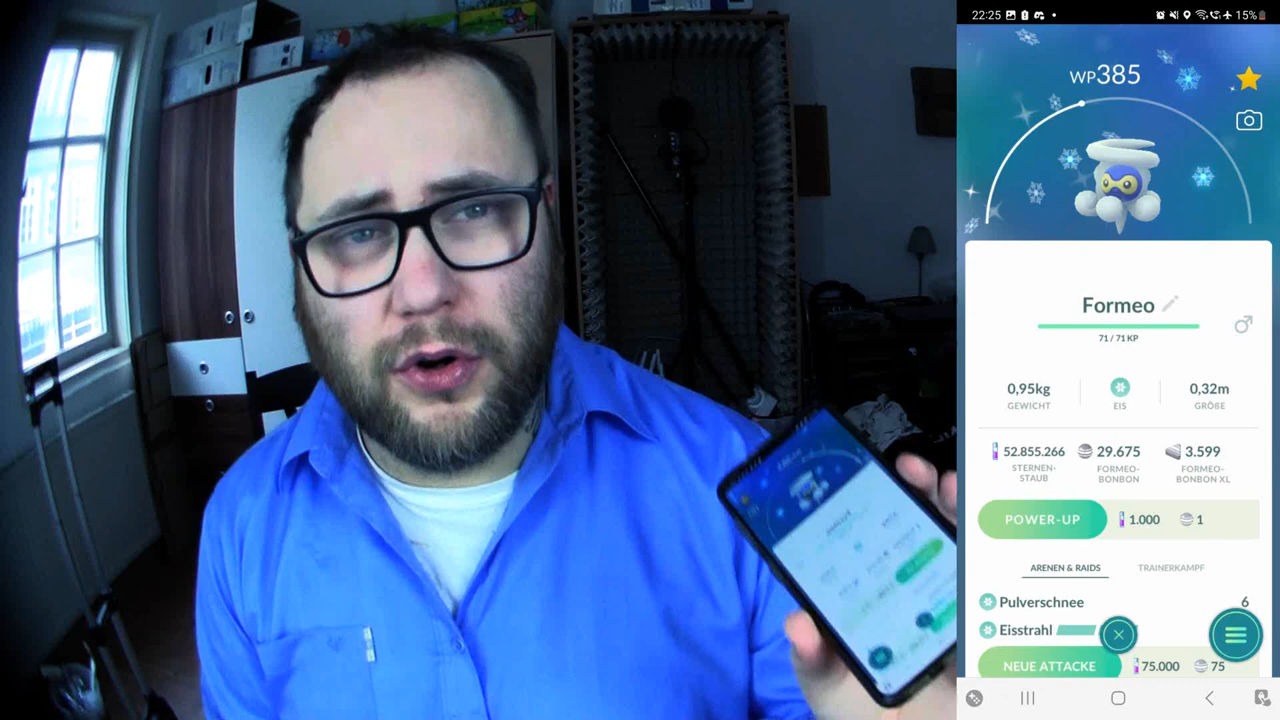 22:25
15%
WP385
Formeo
71 / 71 KP
0,95kg
GEWICHT
EIS
0,32m
GRÖßE
52.855.266
STERNEN-
STAUB
29.675
FORMEO-
BONBON
3.599
FORMEO-
BONBON XL
POWER-UP
1.000
1
ARENEN & RAIDS
TRAINERKAMPF
Pulverschnee
6
Eisstrahl
NEUE ATTACKE
75.000
75